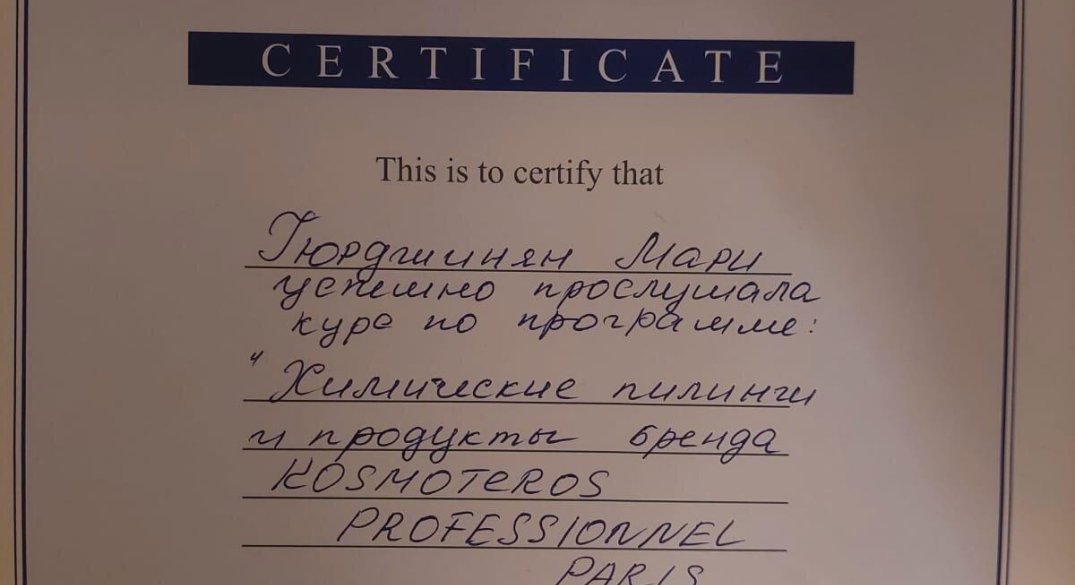 CERTIFICATE
This is to certify that
Гюрджинян Мари
успешно прослушала
курс по программе:
"Химические пилинги
и продукты бренда
KOSMOTEROS
PROFESSIONNEL
PARIS